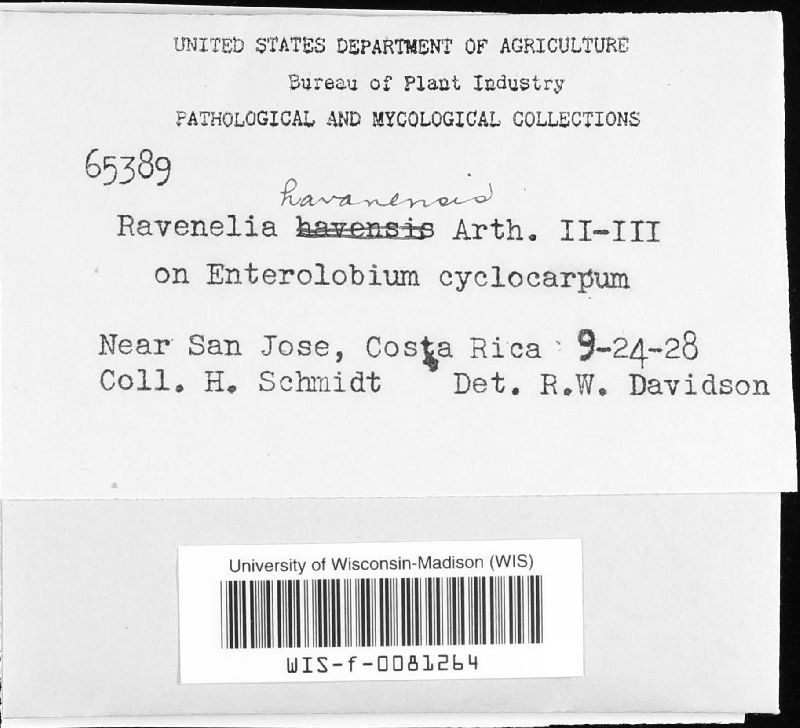 UNITED STATES DEPARTMENT OF AGRICULTURE
Bureau of Plant Industry
PATHOLOGICAL AND MYCOLOGICAL COLLECTIONS
65389
havanensis
Ravenelia havensis Arth. II-III
on Enterolobium cyclocarpum
Near San Jose, Costa Rica 9-24-28
Coll. H. Schmidt Det. R.W. Davidson
University of Wisconsin-Madison (WIS)
WIS-f-0081264